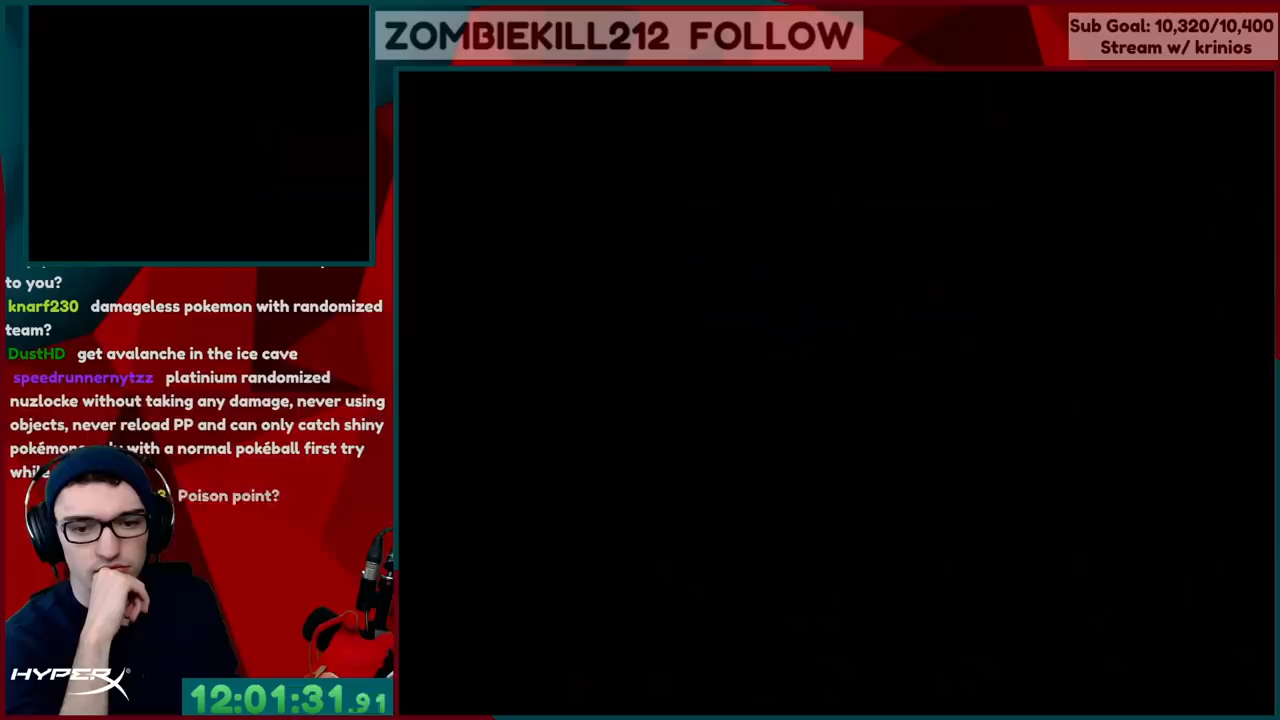 ZOMBIEKILL212 FOLLOW
Sub Goal: 10,320/10,400
Stream w/ krinios
to you?
knarf230 damageless pokemon with randomized
team?
DustHD get avalanche in the ice cave
speedrunnernytzz platinium randomized
nuzlocke without taking any damage, never using
objects, never reload PP and can only catch shiny
with a normal pokéball first try
Poison point?
HYPERX
12:01:31.91